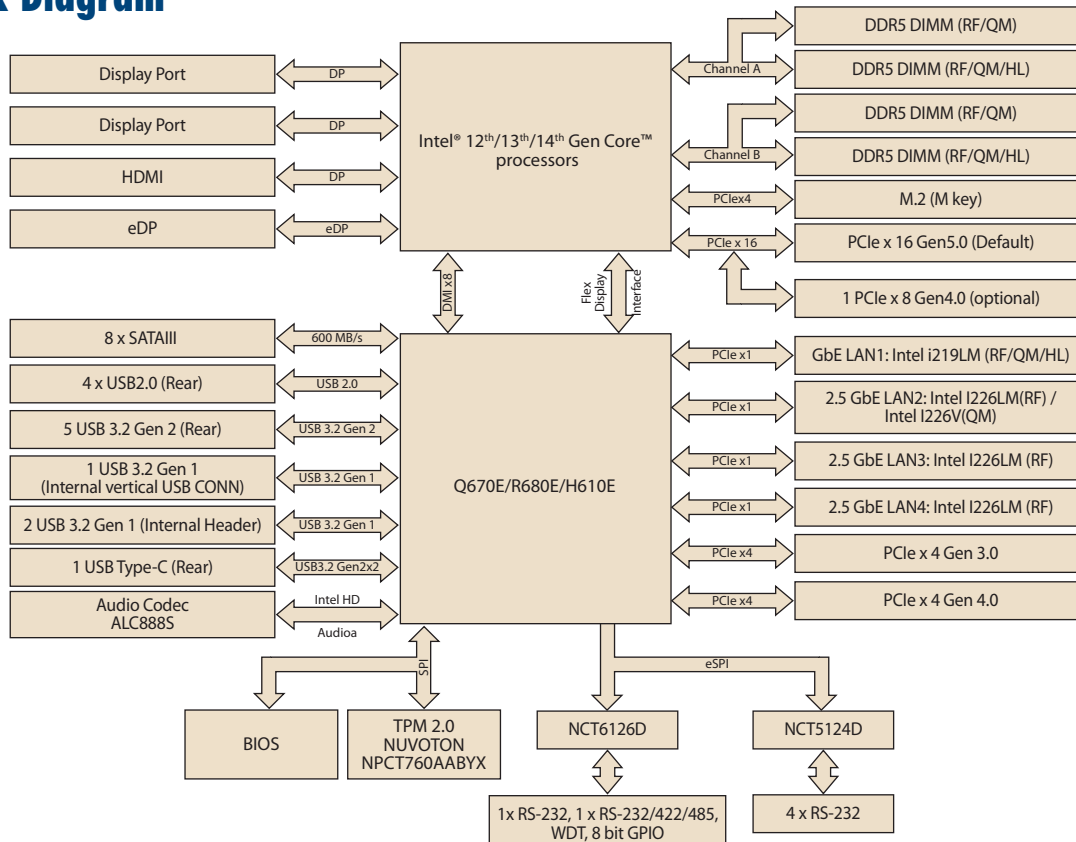 Diagram
Display Port
DP
Display Port
DP
HDMI
DP
eDP
eDP
Intel® 12th/13th/14th Gen Core™
processors
Channel A
DDR5 DIMM (RF/QM)
DDR5 DIMM (RF/QM/HL)
Channel B
DDR5 DIMM (RF/QM)
DDR5 DIMM (RF/QM/HL)
PCIex4
M.2 (M key)
PCIe x 16
PCIe x 16 Gen5.0 (Default)
1 PCIe x 8 Gen4.0 (optional)
DMI x8
Flex
Display
Interface
8 x SATAIII
600 MB/s
4 x USB2.0 (Rear)
USB 2.0
5 USB 3.2 Gen 2 (Rear)
USB 3.2 Gen 2
1 USB 3.2 Gen 1
(Internal vertical USB CONN)
USB 3.2 Gen 1
2 USB 3.2 Gen 1 (Internal Header)
USB 3.2 Gen 1
1 USB Type-C (Rear)
USB3.2 Gen2x2
Audio Codec
ALC888S
Intel HD
Audioa
Q670E/R680E/H610E
PCIe x1
GbE LAN1: Intel i219LM (RF/QM/HL)
PCIe x1
2.5 GbE LAN2: Intel I226LM(RF) /
Intel I226V(QM)
PCIe x1
2.5 GbE LAN3: Intel I226LM (RF)
PCIe x1
2.5 GbE LAN4: Intel I226LM (RF)
PCIe x4
PCIe x 4 Gen 3.0
PCIe x4
PCIe x 4 Gen 4.0
SPI
eSPI
BIOS
TPM 2.0
NUVOTON
NPCT760AABYX
NCT6126D
NCT5124D
1x RS-232, 1 x RS-232/422/485,
WDT, 8 bit GPIO
4 x RS-232